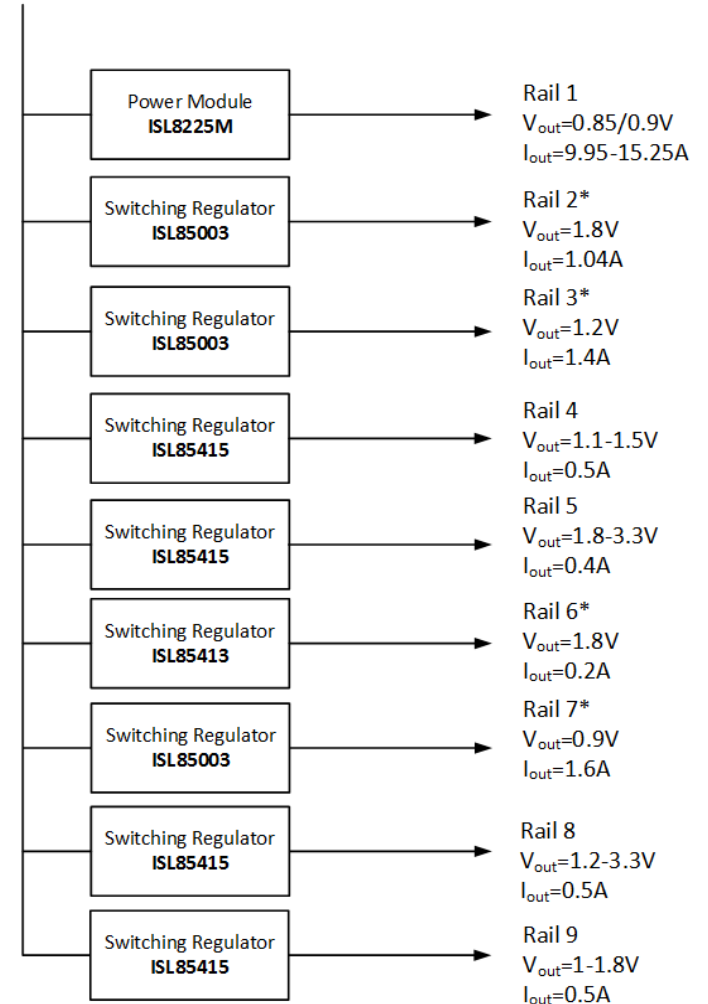 Power Module
ISL8225M
Rail 1
Vout=0.85/0.9V
Iout=9.95-15.25A
Switching Regulator
ISL85003
Rail 2*
Vout=1.8V
Iout=1.04A
Switching Regulator
ISL85003
Rail 3*
Vout=1.2V
Iout=1.4A
Switching Regulator
ISL85415
Rail 4
Vout=1.1-1.5V
Iout=0.5A
Switching Regulator
ISL85415
Rail 5
Vout=1.8-3.3V
Iout=0.4A
Switching Regulator
ISL85413
Rail 6*
Vout=1.8V
Iout=0.2A
Switching Regulator
ISL85003
Rail 7*
Vout=0.9V
Iout=1.6A
Switching Regulator
ISL85415
Rail 8
Vout=1.2-3.3V
Iout=0.5A
Switching Regulator
ISL85415
Rail 9
Vout=1-1.8V
Iout=0.5A